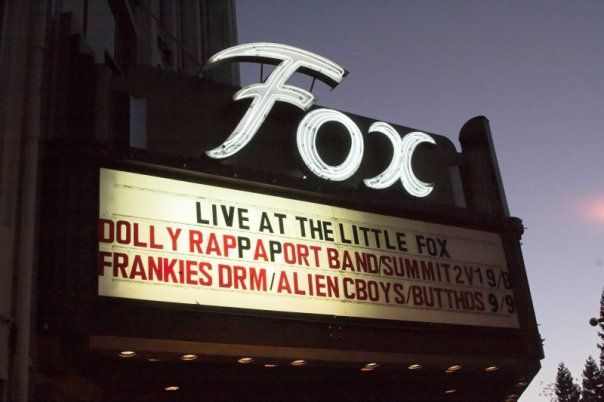 Fox
LIVE AT THE LITTLE FOX
DOLLY RAPPAPORT BAND/SUMMIT2V1 9/8
FRANKIES DRM/ALIEN CBOYS/BUTTHDS 9/9